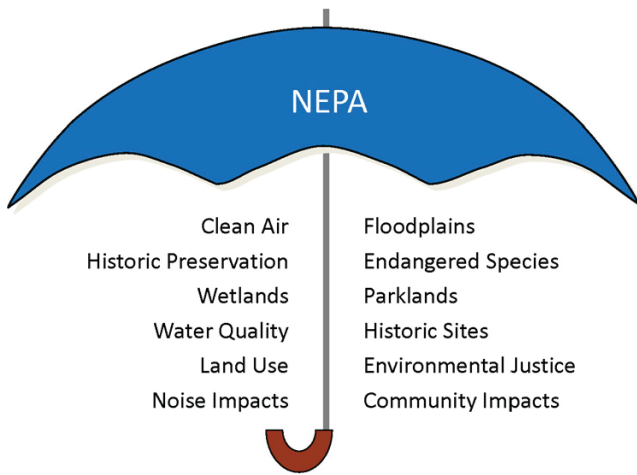 NEPA
Clean Air
Historic Preservation
Wetlands
Water Quality
Land Use
Noise Impacts
Floodplains
Endangered Species
Parklands
Historic Sites
Environmental Justice
Community Impacts